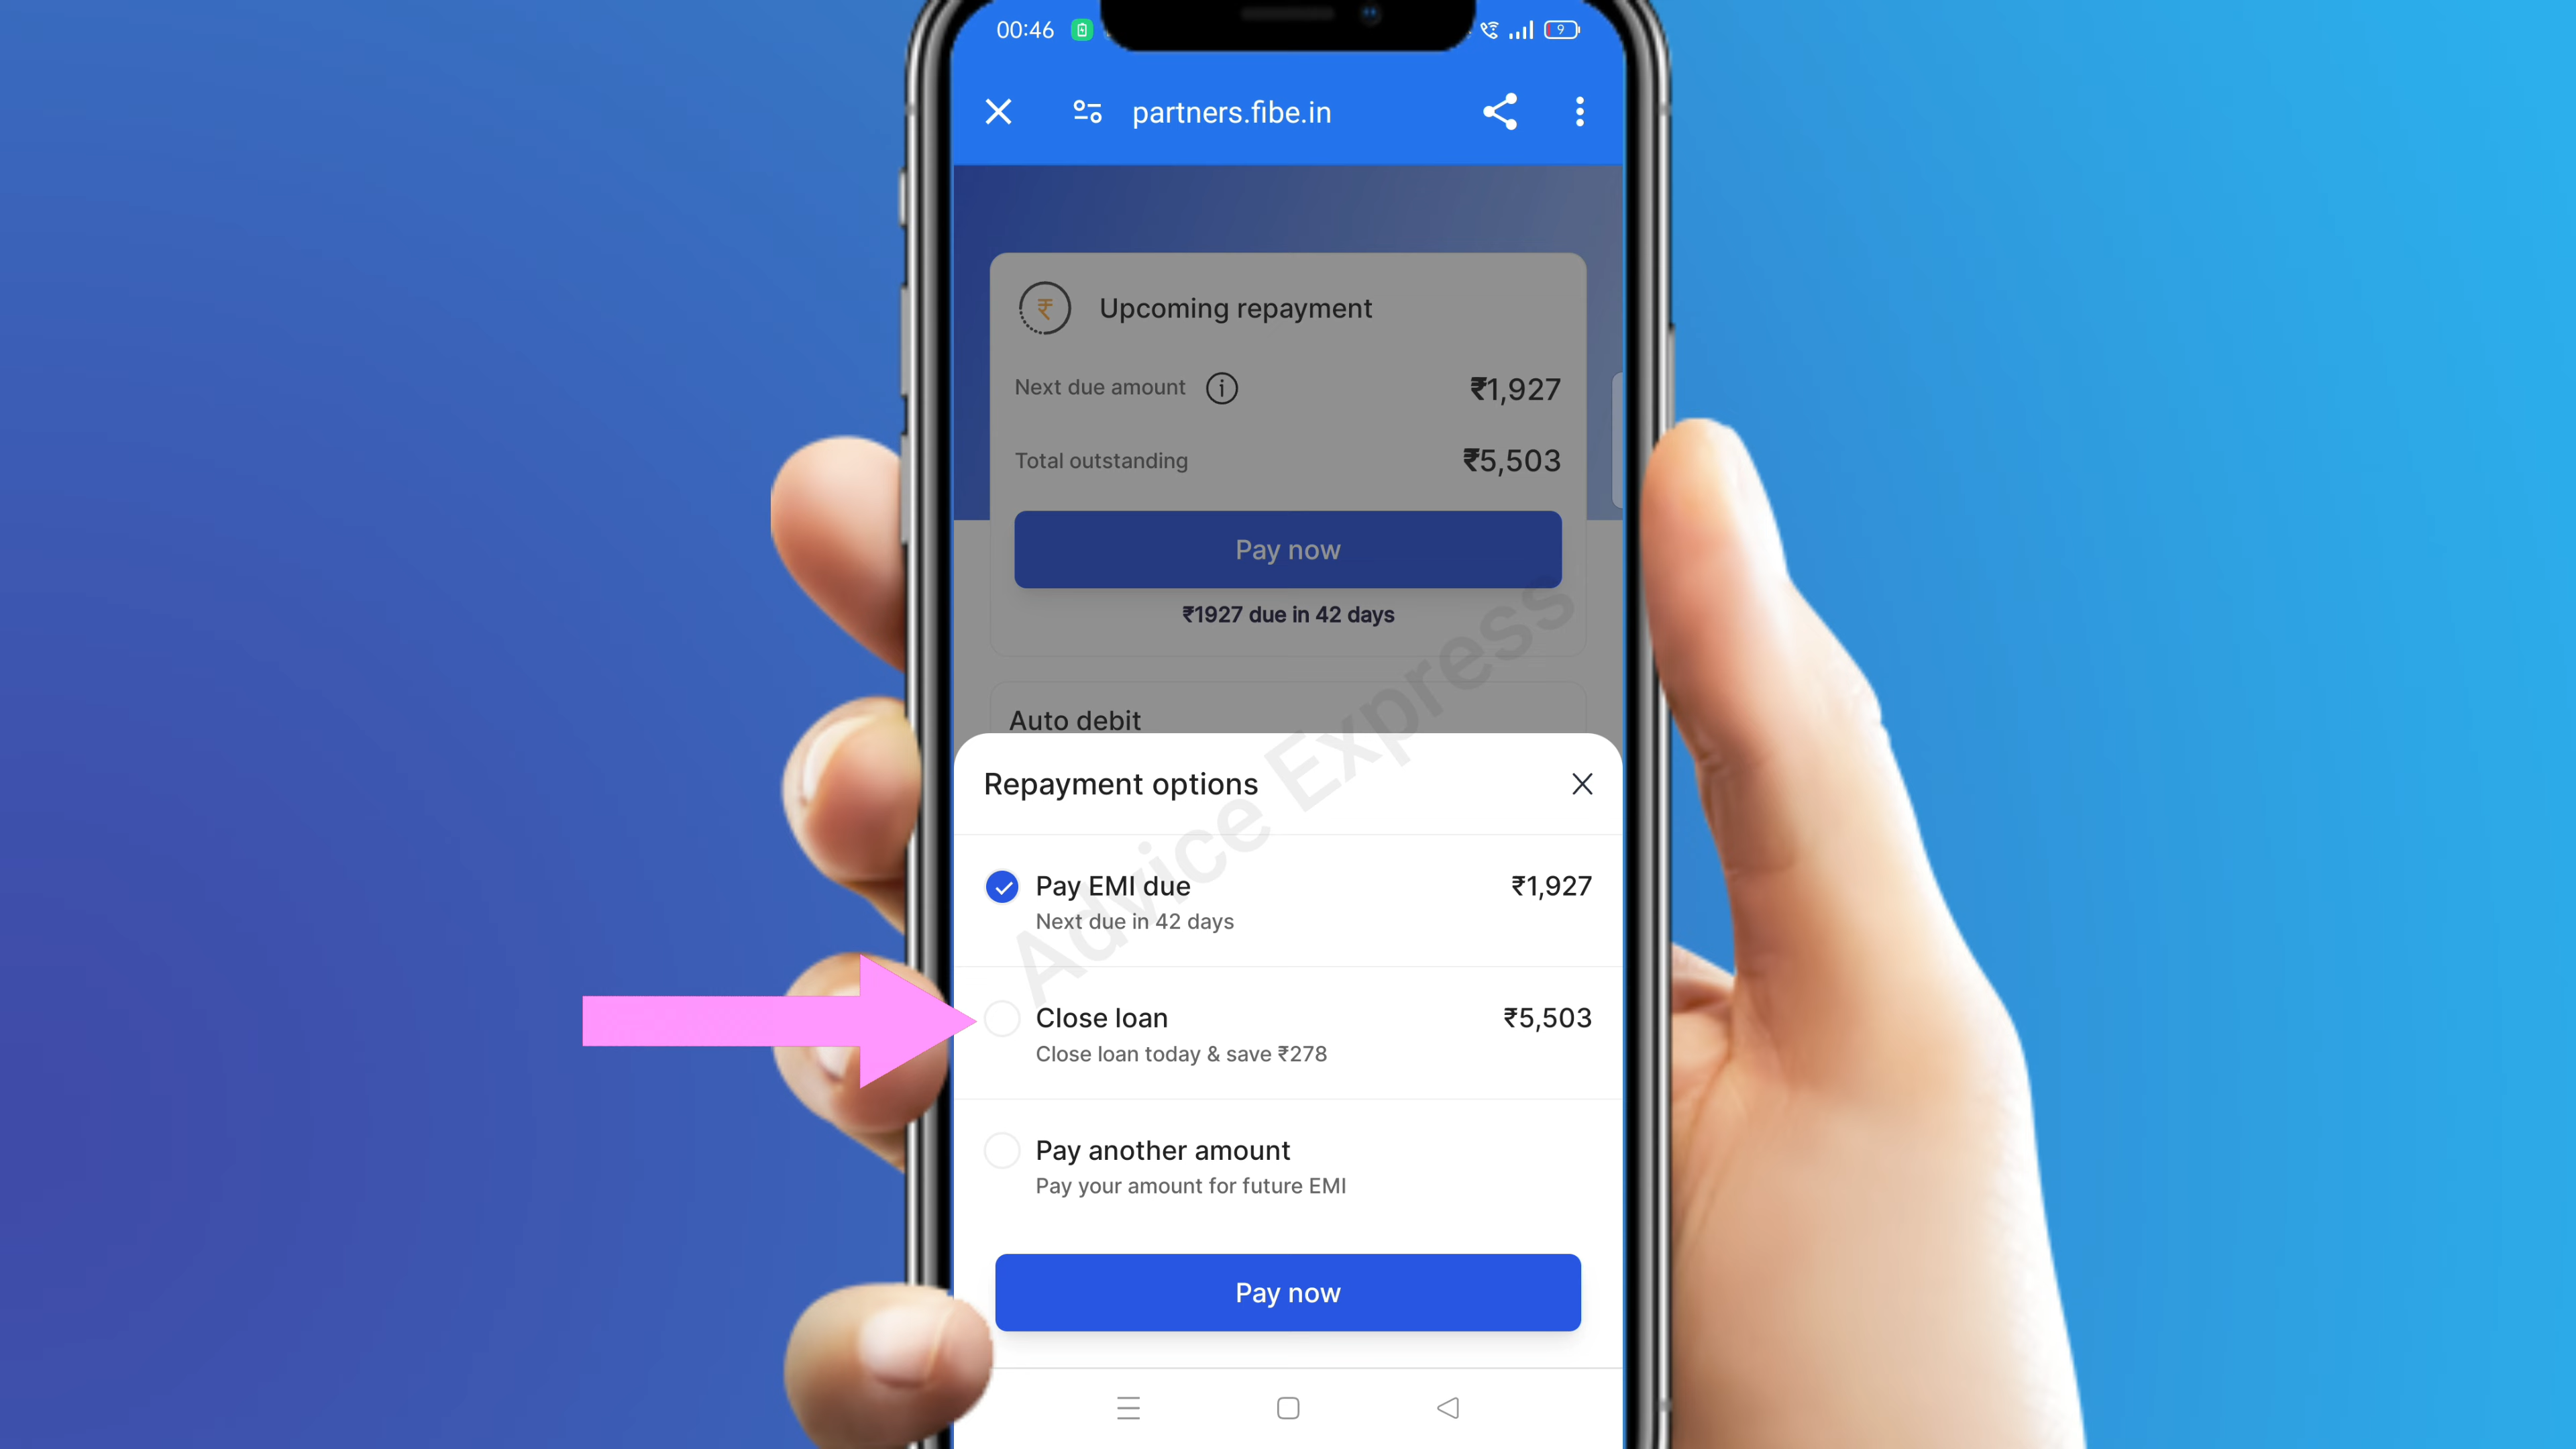 00:46
9
partners.fibe.in
Upcoming repayment
Next due amount
₹1,927
Total outstanding
₹5,503
Pay now
₹1927 due in 42 days
Auto debit
Repayment options
Pay EMI due
₹1,927
Next due in 42 days
Close loan
₹5,503
Close loan today & save ₹278
Pay another amount
Pay your amount for future EMI
Pay now
Advice Express